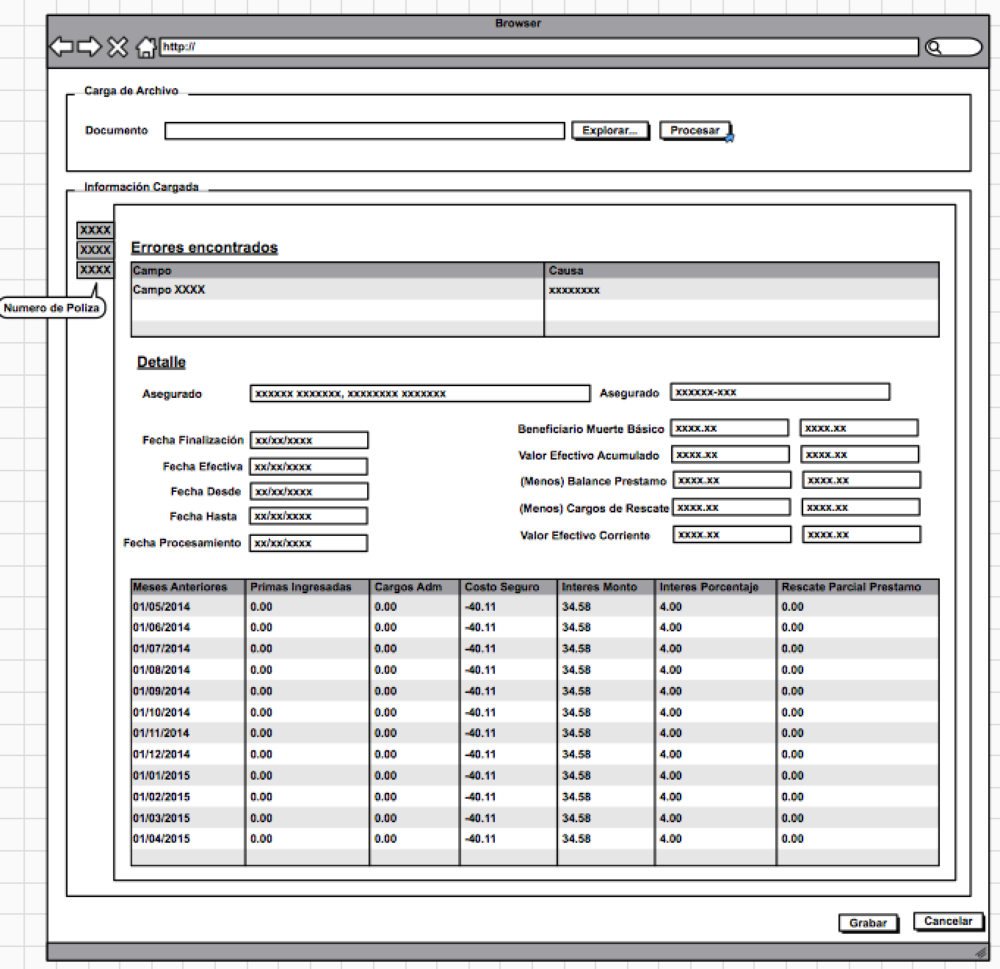 Browser
http://
Carga de Archivo
Documento Explorar... Procesar
Información Cargada
XXXX
XXXX
XXXX
Numero de Poliza
Errores encontrados
Campo Causa
Campo XXXX xxxxxxxx
Detalle
Asegurado xxxxxx xxxxxxx, xxxxxxxx xxxxxxx Asegurado xxxxxx-xxx
Beneficiario Muerte Básico xxxx.xx xxxx.xx
Fecha Finalización xx/xx/xxxx
Valor Efectivo Acumulado xxxx.xx xxxx.xx
Fecha Efectiva xx/xx/xxxx
(Menos) Balance Prestamo xxxx.xx xxxx.xx
Fecha Desde xx/xx/xxxx
(Menos) Cargos de Rescate xxxx.xx xxxx.xx
Fecha Hasta xx/xx/xxxx
Valor Efectivo Corriente xxxx.xx xxxx.xx
Fecha Procesamiento xx/xx/xxxx
Meses Anteriores Primas Ingresadas Cargos Adm Costo Seguro Interes Monto Interes Porcentaje Rescate Parcial Prestamo
01/05/2014 0.00 0.00 -40.11 34.58 4.00 0.00
01/06/2014 0.00 0.00 -40.11 34.58 4.00 0.00
01/07/2014 0.00 0.00 -40.11 34.58 4.00 0.00
01/08/2014 0.00 0.00 -40.11 34.58 4.00 0.00
01/09/2014 0.00 0.00 -40.11 34.58 4.00 0.00
01/10/2014 0.00 0.00 -40.11 34.58 4.00 0.00
01/11/2014 0.00 0.00 -40.11 34.58 4.00 0.00
01/12/2014 0.00 0.00 -40.11 34.58 4.00 0.00
01/01/2015 0.00 0.00 -40.11 34.58 4.00 0.00
01/02/2015 0.00 0.00 -40.11 34.58 4.00 0.00
01/03/2015 0.00 0.00 -40.11 34.58 4.00 0.00
01/04/2015 0.00 0.00 -40.11 34.58 4.00 0.00
Grabar Cancelar